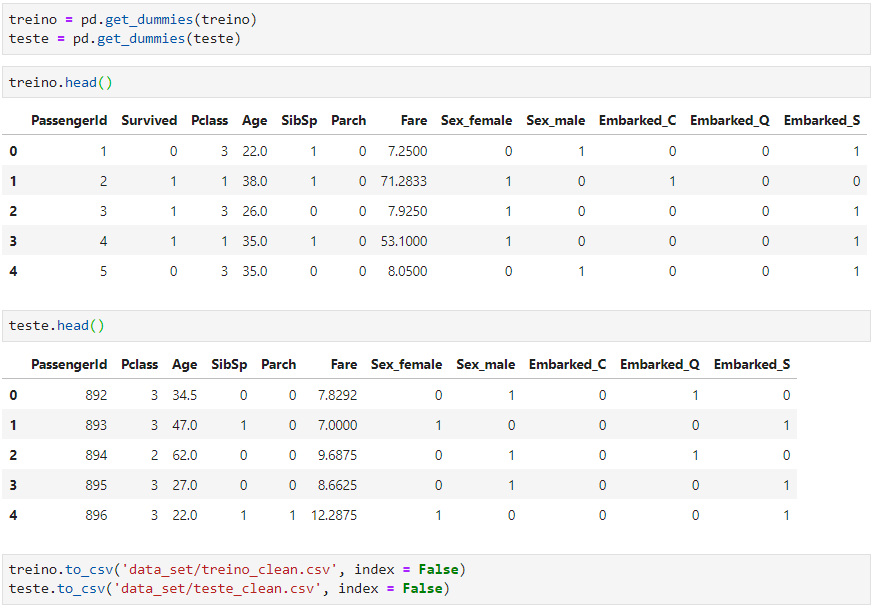 treino = pd.get_dummies(treino)
teste = pd.get_dummies(teste)
treino.head()
PassengerId Survived Pclass Age SibSp Parch Fare Sex_female Sex_male Embarked_C Embarked_Q Embarked_S
0 1 0 3 22.0 1 0 7.2500 0 1 0 0 1
1 2 1 1 38.0 1 0 71.2833 1 0 1 0 0
2 3 1 3 26.0 0 0 7.9250 1 0 0 0 1
3 4 1 1 35.0 1 0 53.1000 1 0 0 0 1
4 5 0 3 35.0 0 0 8.0500 0 1 0 0 1
teste.head()
PassengerId Pclass Age SibSp Parch Fare Sex_female Sex_male Embarked_C Embarked_Q Embarked_S
0 892 3 34.5 0 0 7.8292 0 1 0 1 0
1 893 3 47.0 1 0 7.0000 1 0 0 0 1
2 894 2 62.0 0 0 9.6875 0 1 0 1 0
3 895 3 27.0 0 0 8.6625 0 1 0 0 1
4 896 3 22.0 1 1 12.2875 1 0 0 0 1
treino.to_csv('data_set/treino_clean.csv', index = False)
teste.to_csv('data_set/teste_clean.csv', index = False)